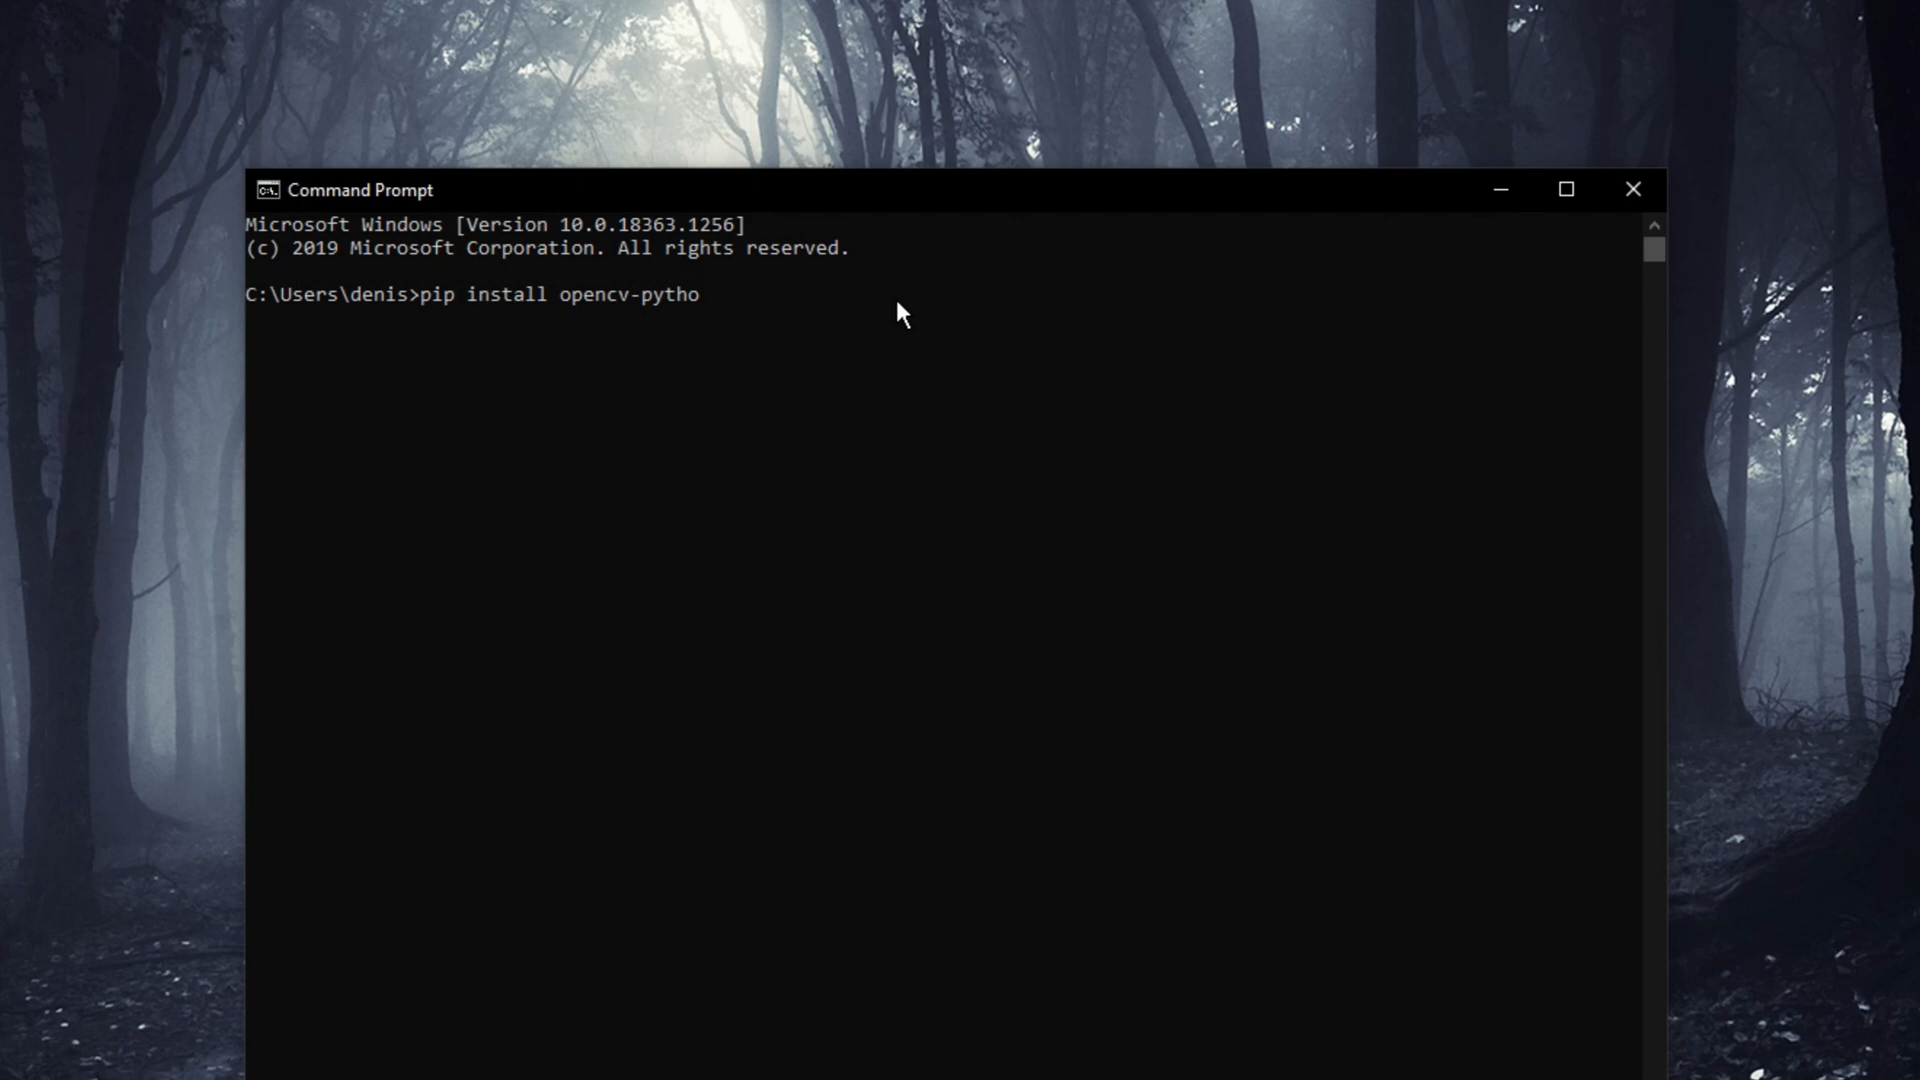 Command Prompt
Microsoft Windows [Version 10.0.18363.1256]
(c) 2019 Microsoft Corporation. All rights reserved.
C:\Users\denis>pip install opencv-pytho